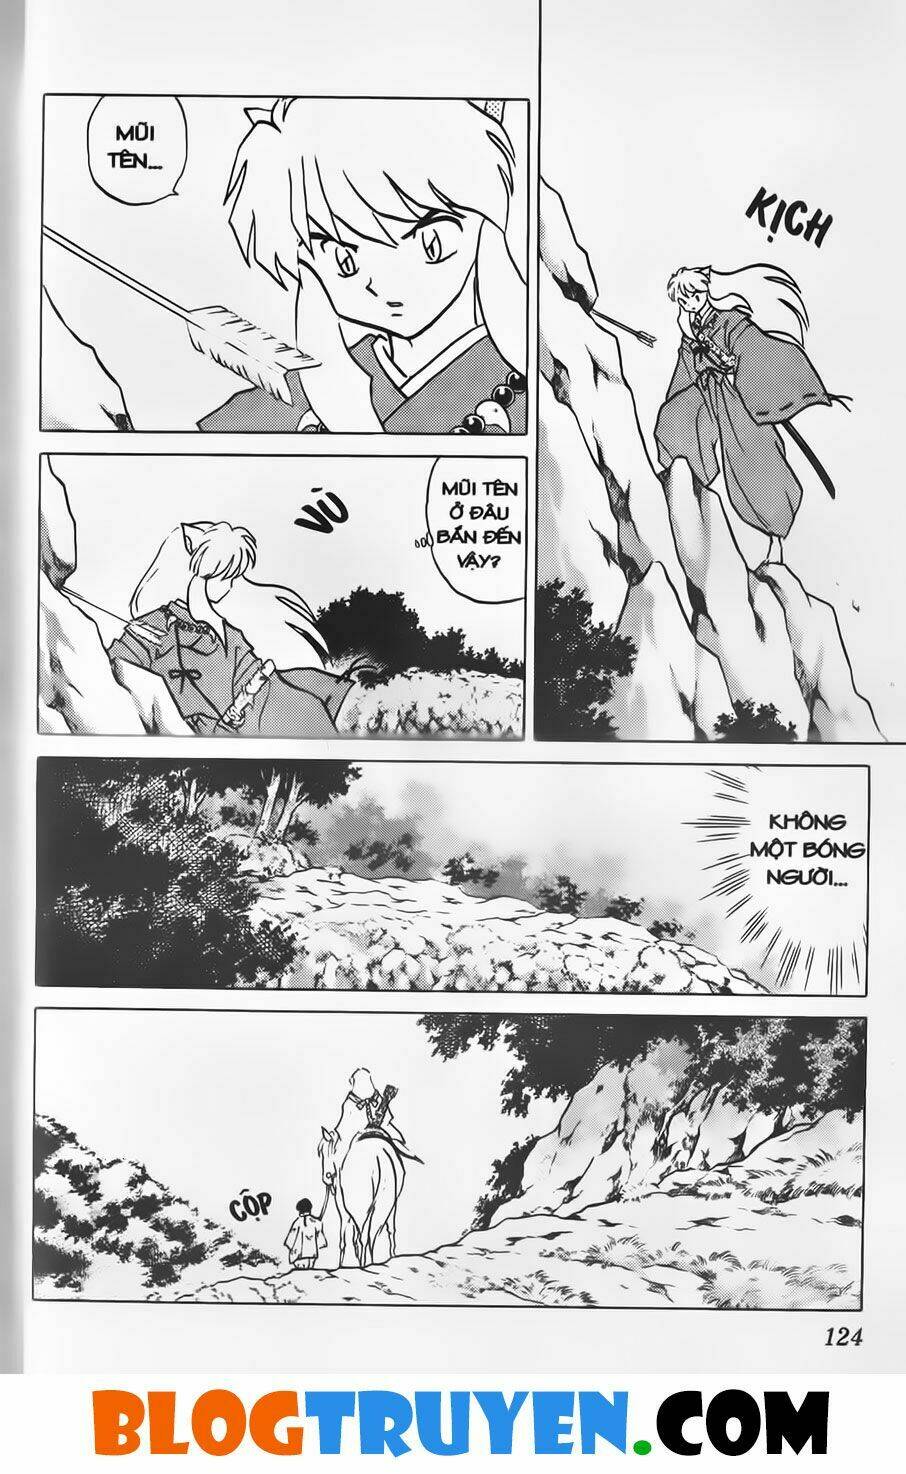 MŨI
TÊN...
KỊCH
VÙ
MŨI TÊN
Ở ĐÂU
BẮN ĐẾN
VẬY?
KHÔNG
MỘT BÓNG
NGƯỜI...
CỘP
124
BLOGTRUYEN.COM